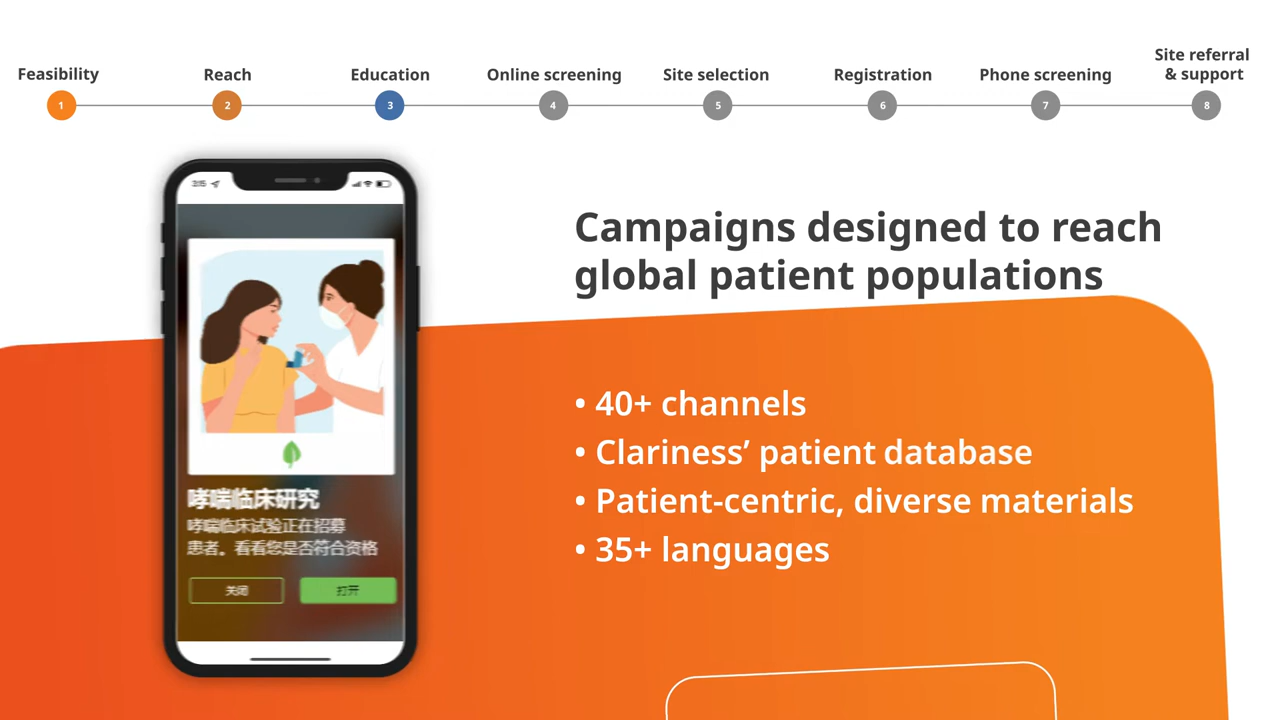 Feasibility
Reach
Education
Online screening
Site selection
Registration
Phone screening
Site referral
& support
1
2
3
4
5
6
7
8
3:15
哮喘临床研究
哮喘临床试验正在招募
患者。看看您是否符合资格
关闭
打开
Campaigns designed to reach
global patient populations
• 40+ channels
• Clariness’ patient database
• Patient-centric, diverse materials
• 35+ languages